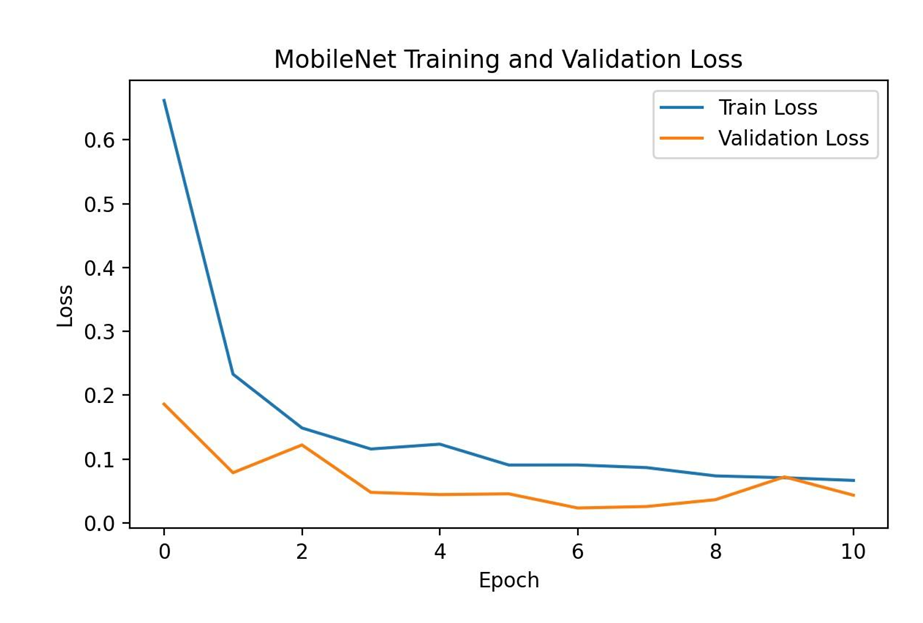 MobileNet Training and Validation Loss
Train Loss
Validation Loss
0.6
0.5
0.4
0.3
0.2
0.1
0.0
Loss
0 2 4 6 8 10
Epoch